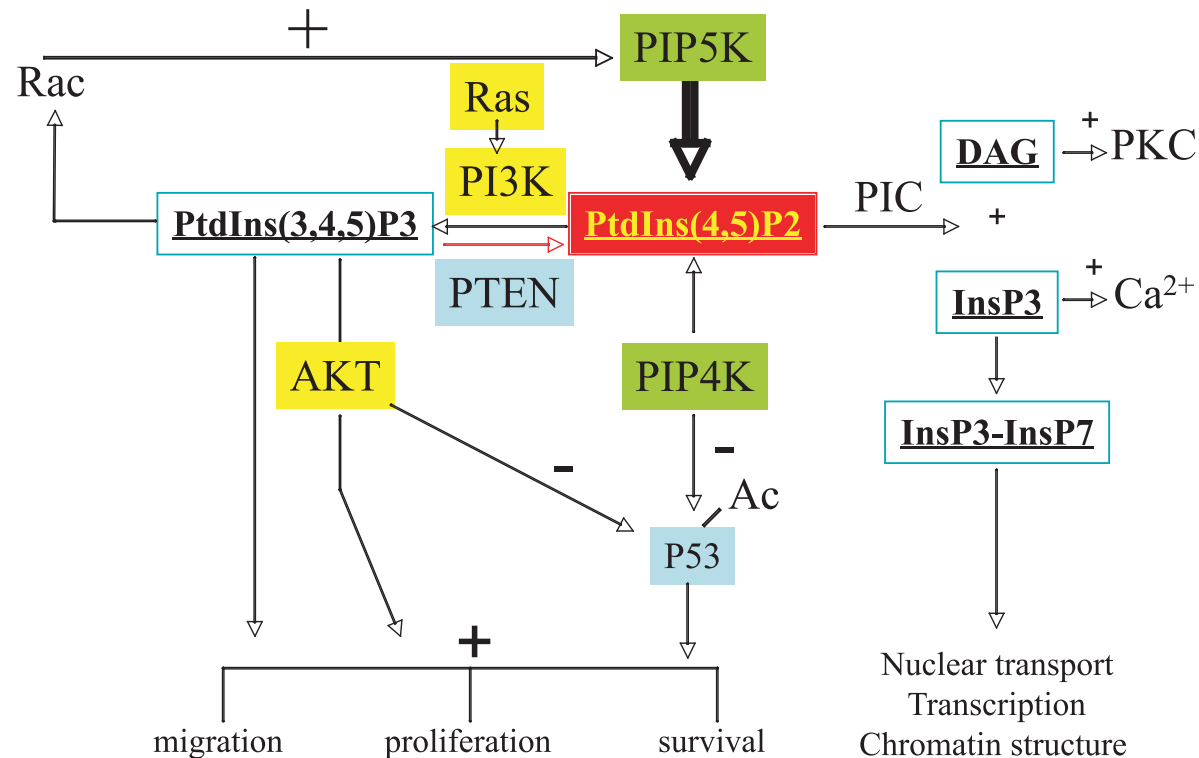 +
PIP5K
Rac
Ras
+
DAG
PKC
PI3K
PIC
PtdIns(3,4,5)P3
PtdIns(4,5)P2
+
PTEN
+
InsP3
Ca2+
AKT
PIP4K
InsP3-InsP7
-
-
Ac
P53
+
Nuclear transport
Transcription
Chromatin structure
migration
proliferation
survival